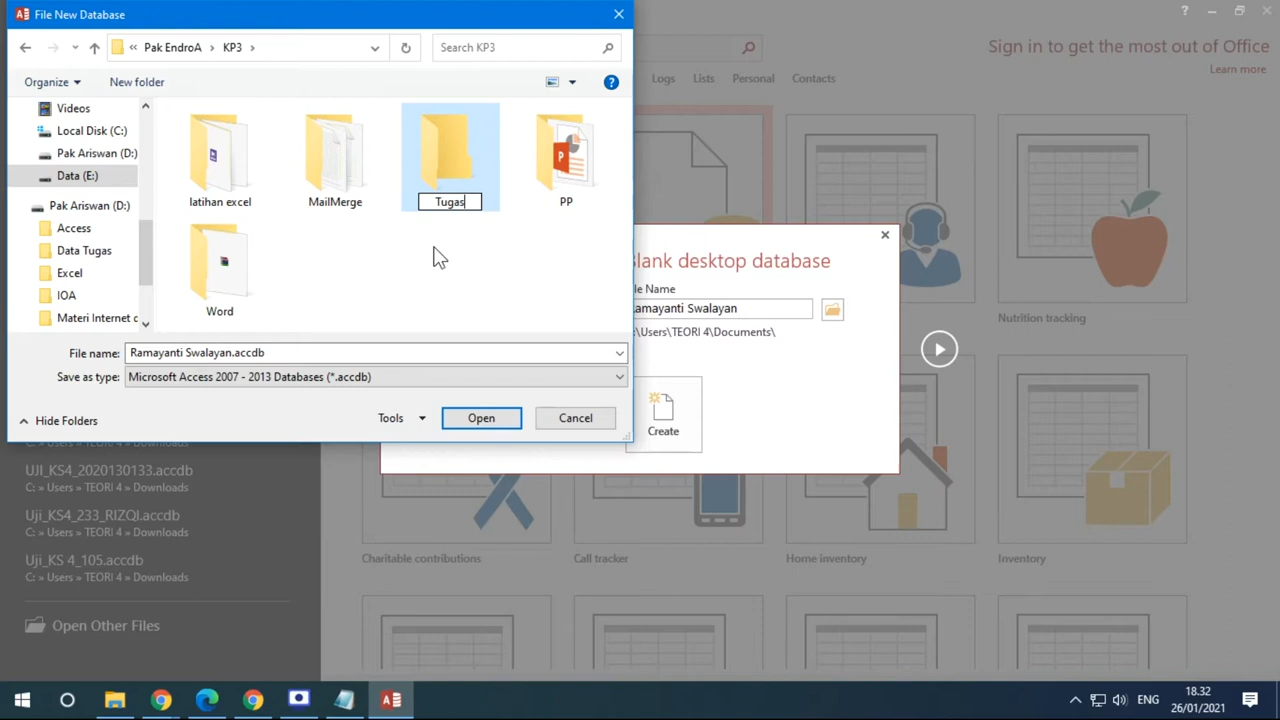 File New Database
Pak EndroA
KP3
Search KP3
Organize
New folder
Videos
Local Disk (C:)
Pak Ariswan (D:)
Data (E:)
Pak Ariswan (D:)
Access
Data Tugas
Excel
IOA
Materi Internet d
latihan excel
MailMerge
Tugas
PP
Word
File name: Ramayanti Swalayan.accdb
Save as type: Microsoft Access 2007 - 2013 Databases (*.accdb)
Hide Folders
Tools
Open
Cancel
Sign in to get the most out of Office
Learn more
Logs
Lists
Personal
Contacts
lank desktop database
le Name
amayanti Swalayan
:\Users\TEORI 4\Documents\
Create
Nutrition tracking
C: » Users » TEORI 4 » Downloads
UJI_KS4_2020130133.accdb
C: » Users » TEORI 4 » Downloads
Uji_KS4_233_RIZQI.accdb
C: » Users » TEORI 4 » Downloads
Uji_KS 4_105.accdb
C: » Users » TEORI 4 » Downloads
Open Other Files
Charitable contributions
Call tracker
Home inventory
Inventory
ENG
18.32
26/01/2021